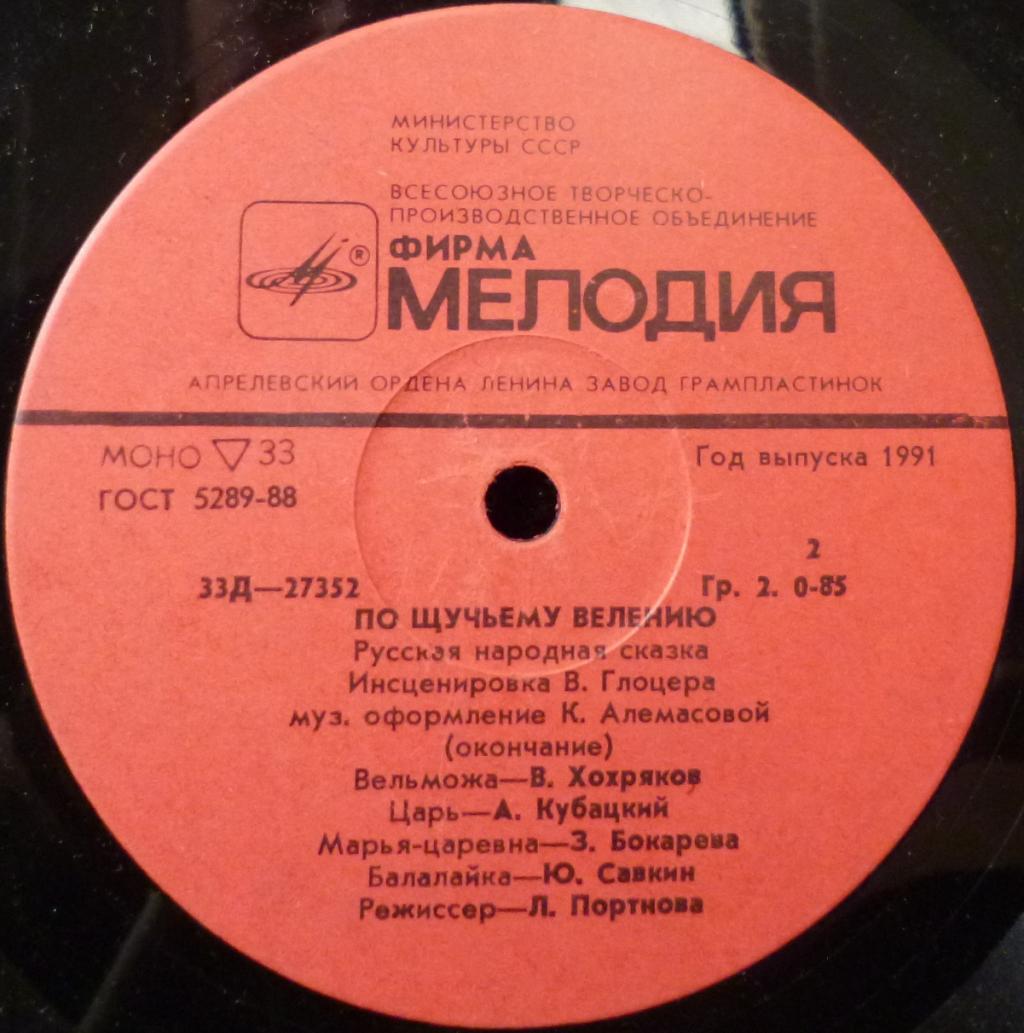 МИНИСТЕРСТВО
КУЛЬТУРЫ СССР
ВСЕСОЮЗНОЕ ТВОРЧЕСКО-
ПРОИЗВОДСТВЕННОЕ ОБЪЕДИНЕНИЕ
ФИРМА
®
МЕЛОДИЯ
АПРЕЛЕВСКИЙ ОРДЕНА ЛЕНИНА ЗАВОД ГРАМПЛАСТИНОК
МОНО ▽ 33
Год выпуска 1991
ГОСТ 5289-88
2
33Д—27352
Гр. 2. 0-85
ПО ЩУЧЬЕМУ ВЕЛЕНИЮ
Русская народная сказка
Инсценировка В. Глоцера
муз. оформление К. Алемасовой
(окончание)
Вельможа—В. Хохряков
Царь—А. Кубацкий
Марья-царевна—З. Бокарева
Балалайка—Ю. Савкин
Режиссер—Л. Портнова